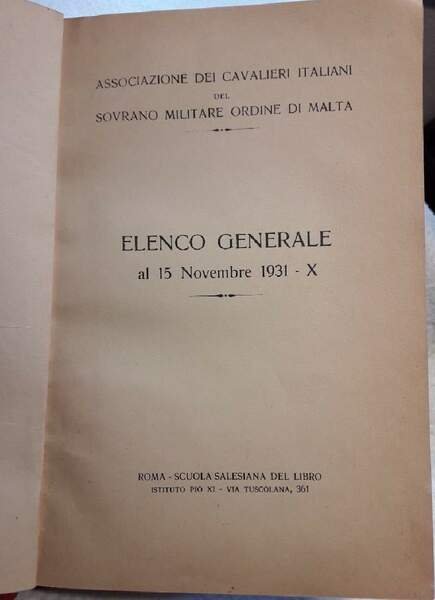 ASSOCIAZIONE DEI CAVALIERI ITALIANI
DEL
SOVRANO MILITARE ORDINE DI MALTA
ELENCO GENERALE
al 15 Novembre 1931 - X
ROMA - SCUOLA SALESIANA DEL LIBRO
ISTITUTO PIO XI - VIA TUSCOLANA, 361